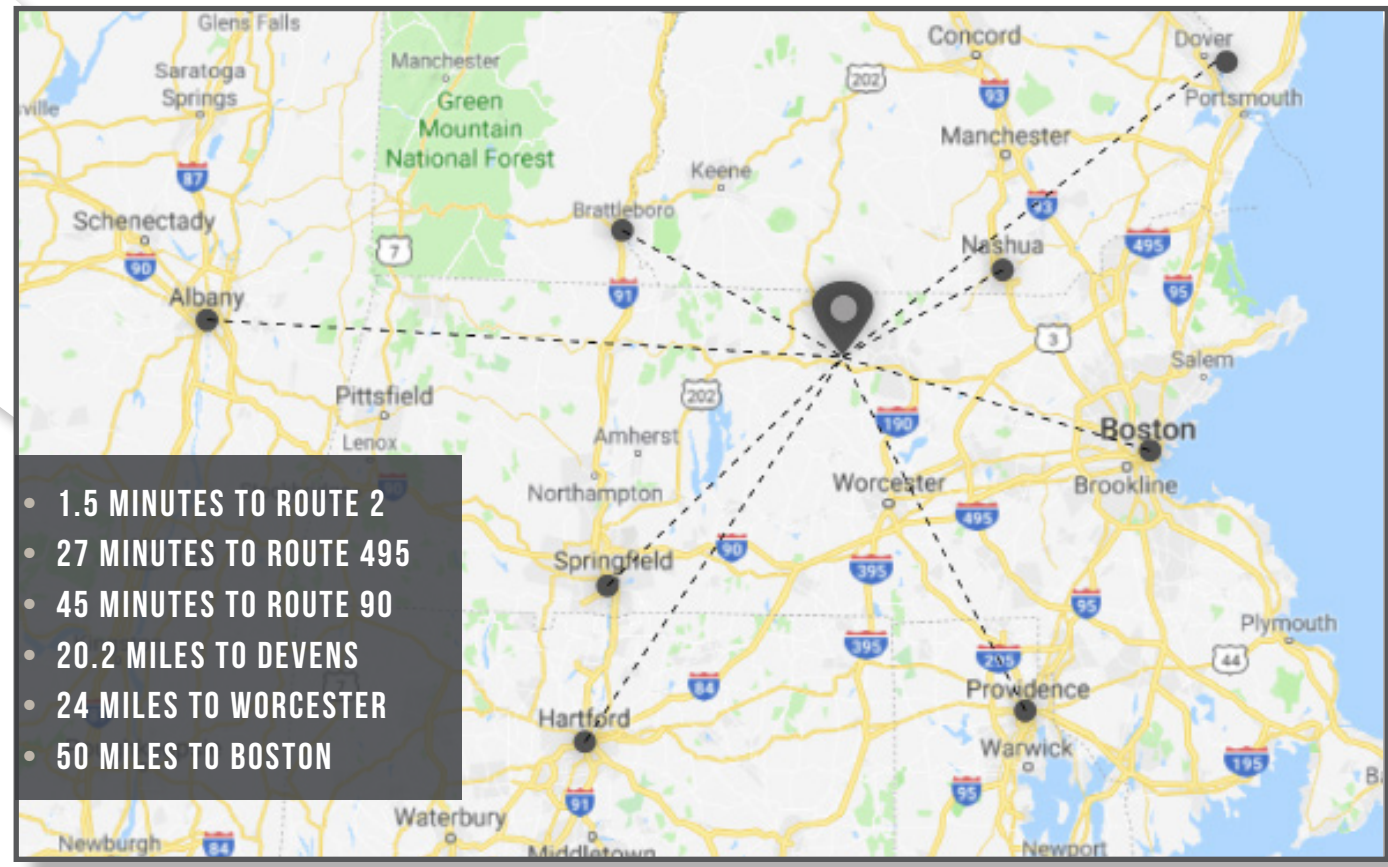 Glens Falls
Concord
Dover
Manchester
Saratoga
Springs
202
93
Portsmouth
sville
Green
Mountain
National Forest
Manchester
Keene
87
93
Schenectady
Brattleboro
Nashua
495
7
90
Albany
91
95
3
Salem
Pittsfield
202
190
Lenox
Amherst
Boston
Northampton
Worcester
Brookline
495
Springfield
90
395
95
Plymouth
395
44
295
84
Providence
Hartford
Warwick
195
91
95
Ba
Waterbury
Newburgh
84
Middletown
Newport
• 1.5 MINUTES TO ROUTE 2
• 27 MINUTES TO ROUTE 495
• 45 MINUTES TO ROUTE 90
• 20.2 MILES TO DEVENS
• 24 MILES TO WORCESTER
• 50 MILES TO BOSTON